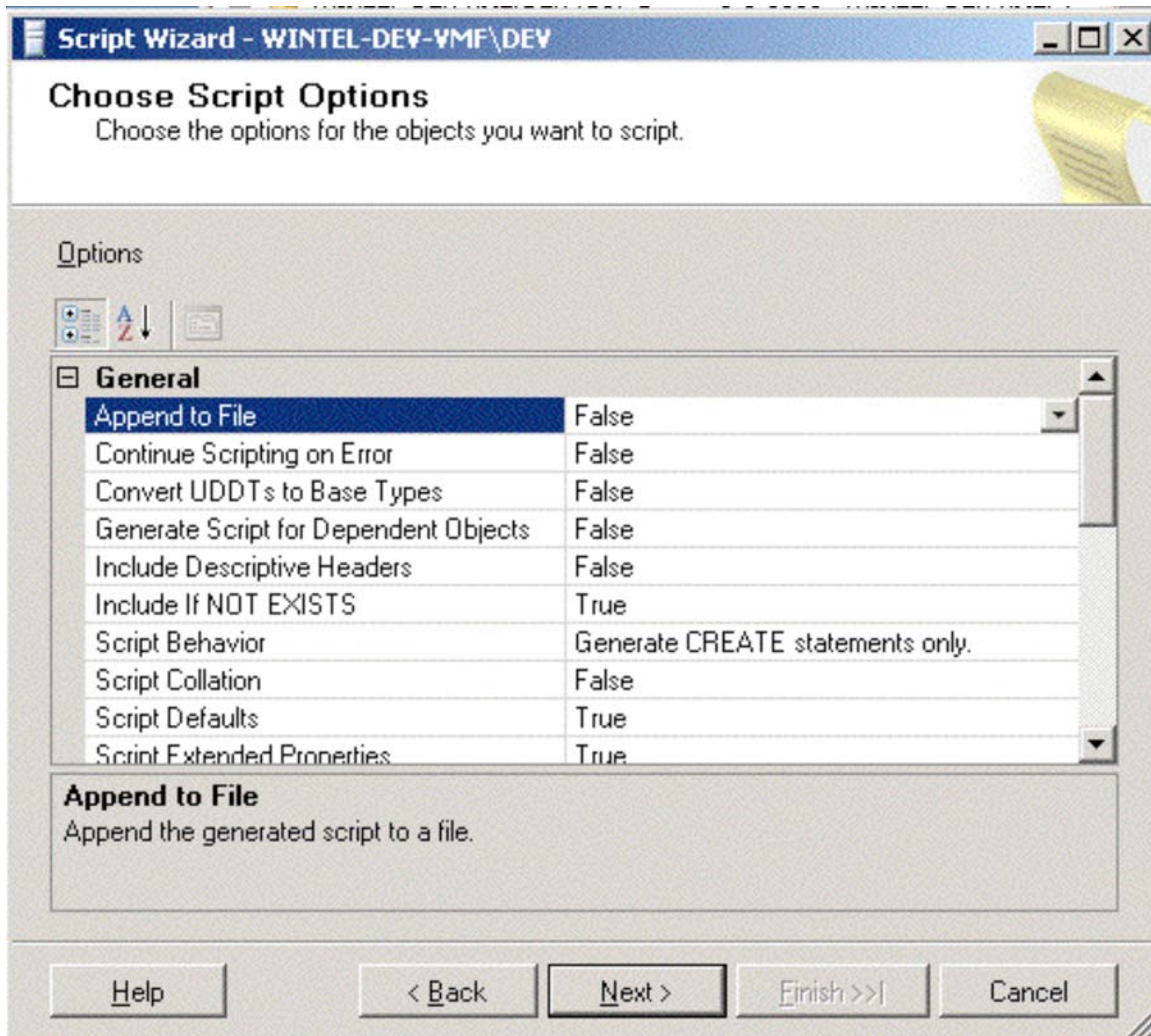 Script Wizard - WINTEL-DEV-VMF\DEV
Choose Script Options
Choose the options for the objects you want to script.
Options
General
Append to File False
Continue Scripting on Error False
Convert UDDTs to Base Types False
Generate Script for Dependent Objects False
Include Descriptive Headers False
Include If NOT EXISTS True
Script Behavior Generate CREATE statements only.
Script Collation False
Script Defaults True
Script Extended Properties True
Append to File
Append the generated script to a file.
Help < Back Next > Finish >>| Cancel